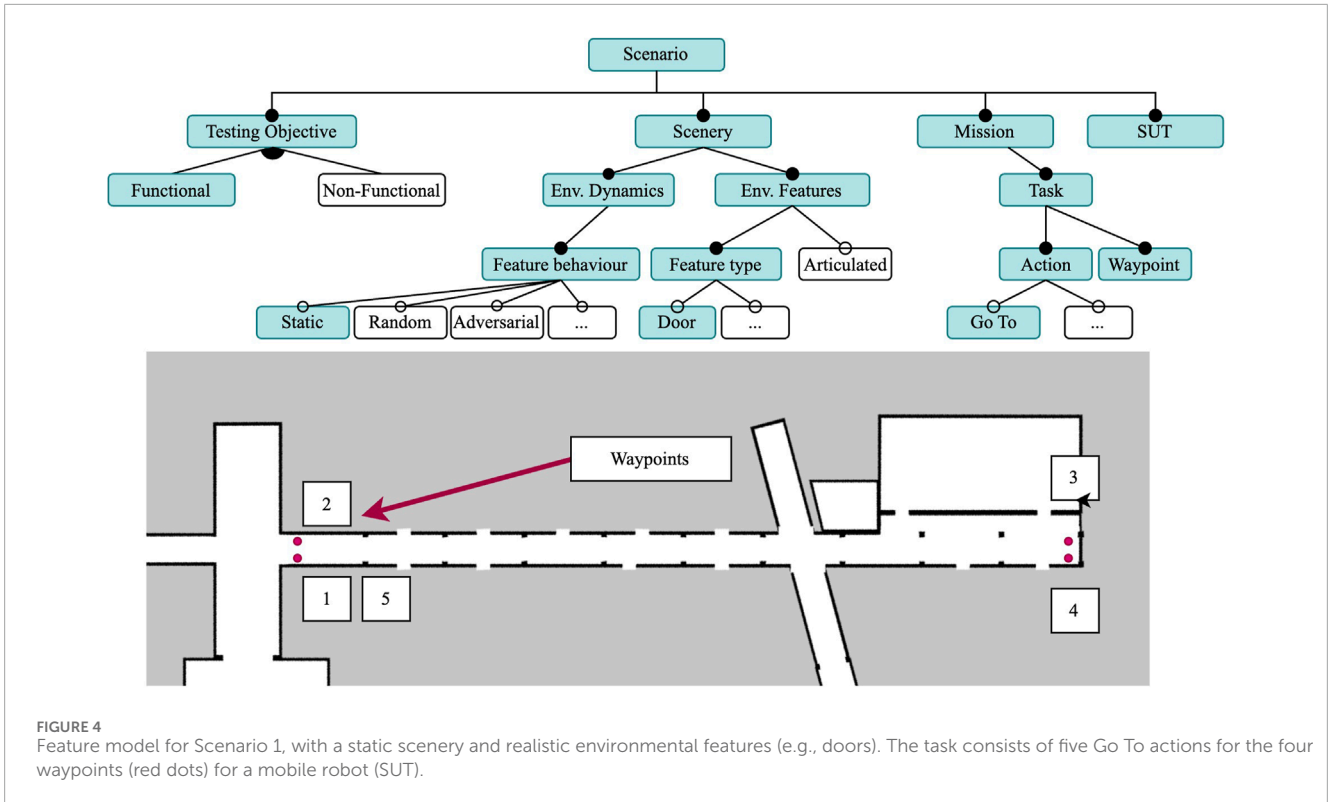 Scenario
Testing Objective
Scenery
Mission
SUT
Functional
Non-Functional
Env. Dynamics
Env. Features
Task
Feature behaviour
Feature type
Articulated
Action
Waypoint
Static
Random
Adversarial
...
Door
...
Go To
...
Waypoints
2
3
1
5
4
FIGURE 4
Feature model for Scenario 1, with a static scenery and realistic environmental features (e.g., doors). The task consists of five Go To actions for the four
waypoints (red dots) for a mobile robot (SUT).